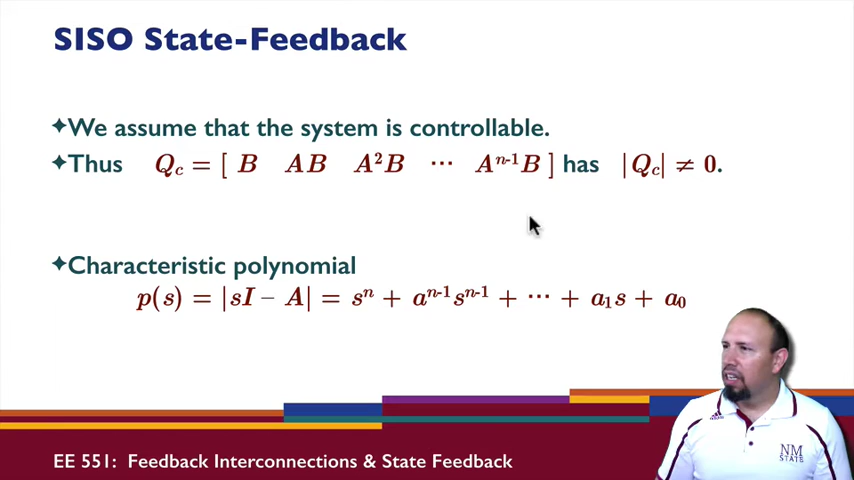 SISO State-Feedback
✦We assume that the system is controllable.
✦Thus Q_c = [ B AB A²B ⋯ A^{n-1}B ] has |Q_c| ≠ 0.
✦Characteristic polynomial
p(s) = |sI – A| = s^n + a^{n-1}s^{n-1} + ⋯ + a₁s + a₀
NM
STATE
EE 551: Feedback Interconnections & State Feedback